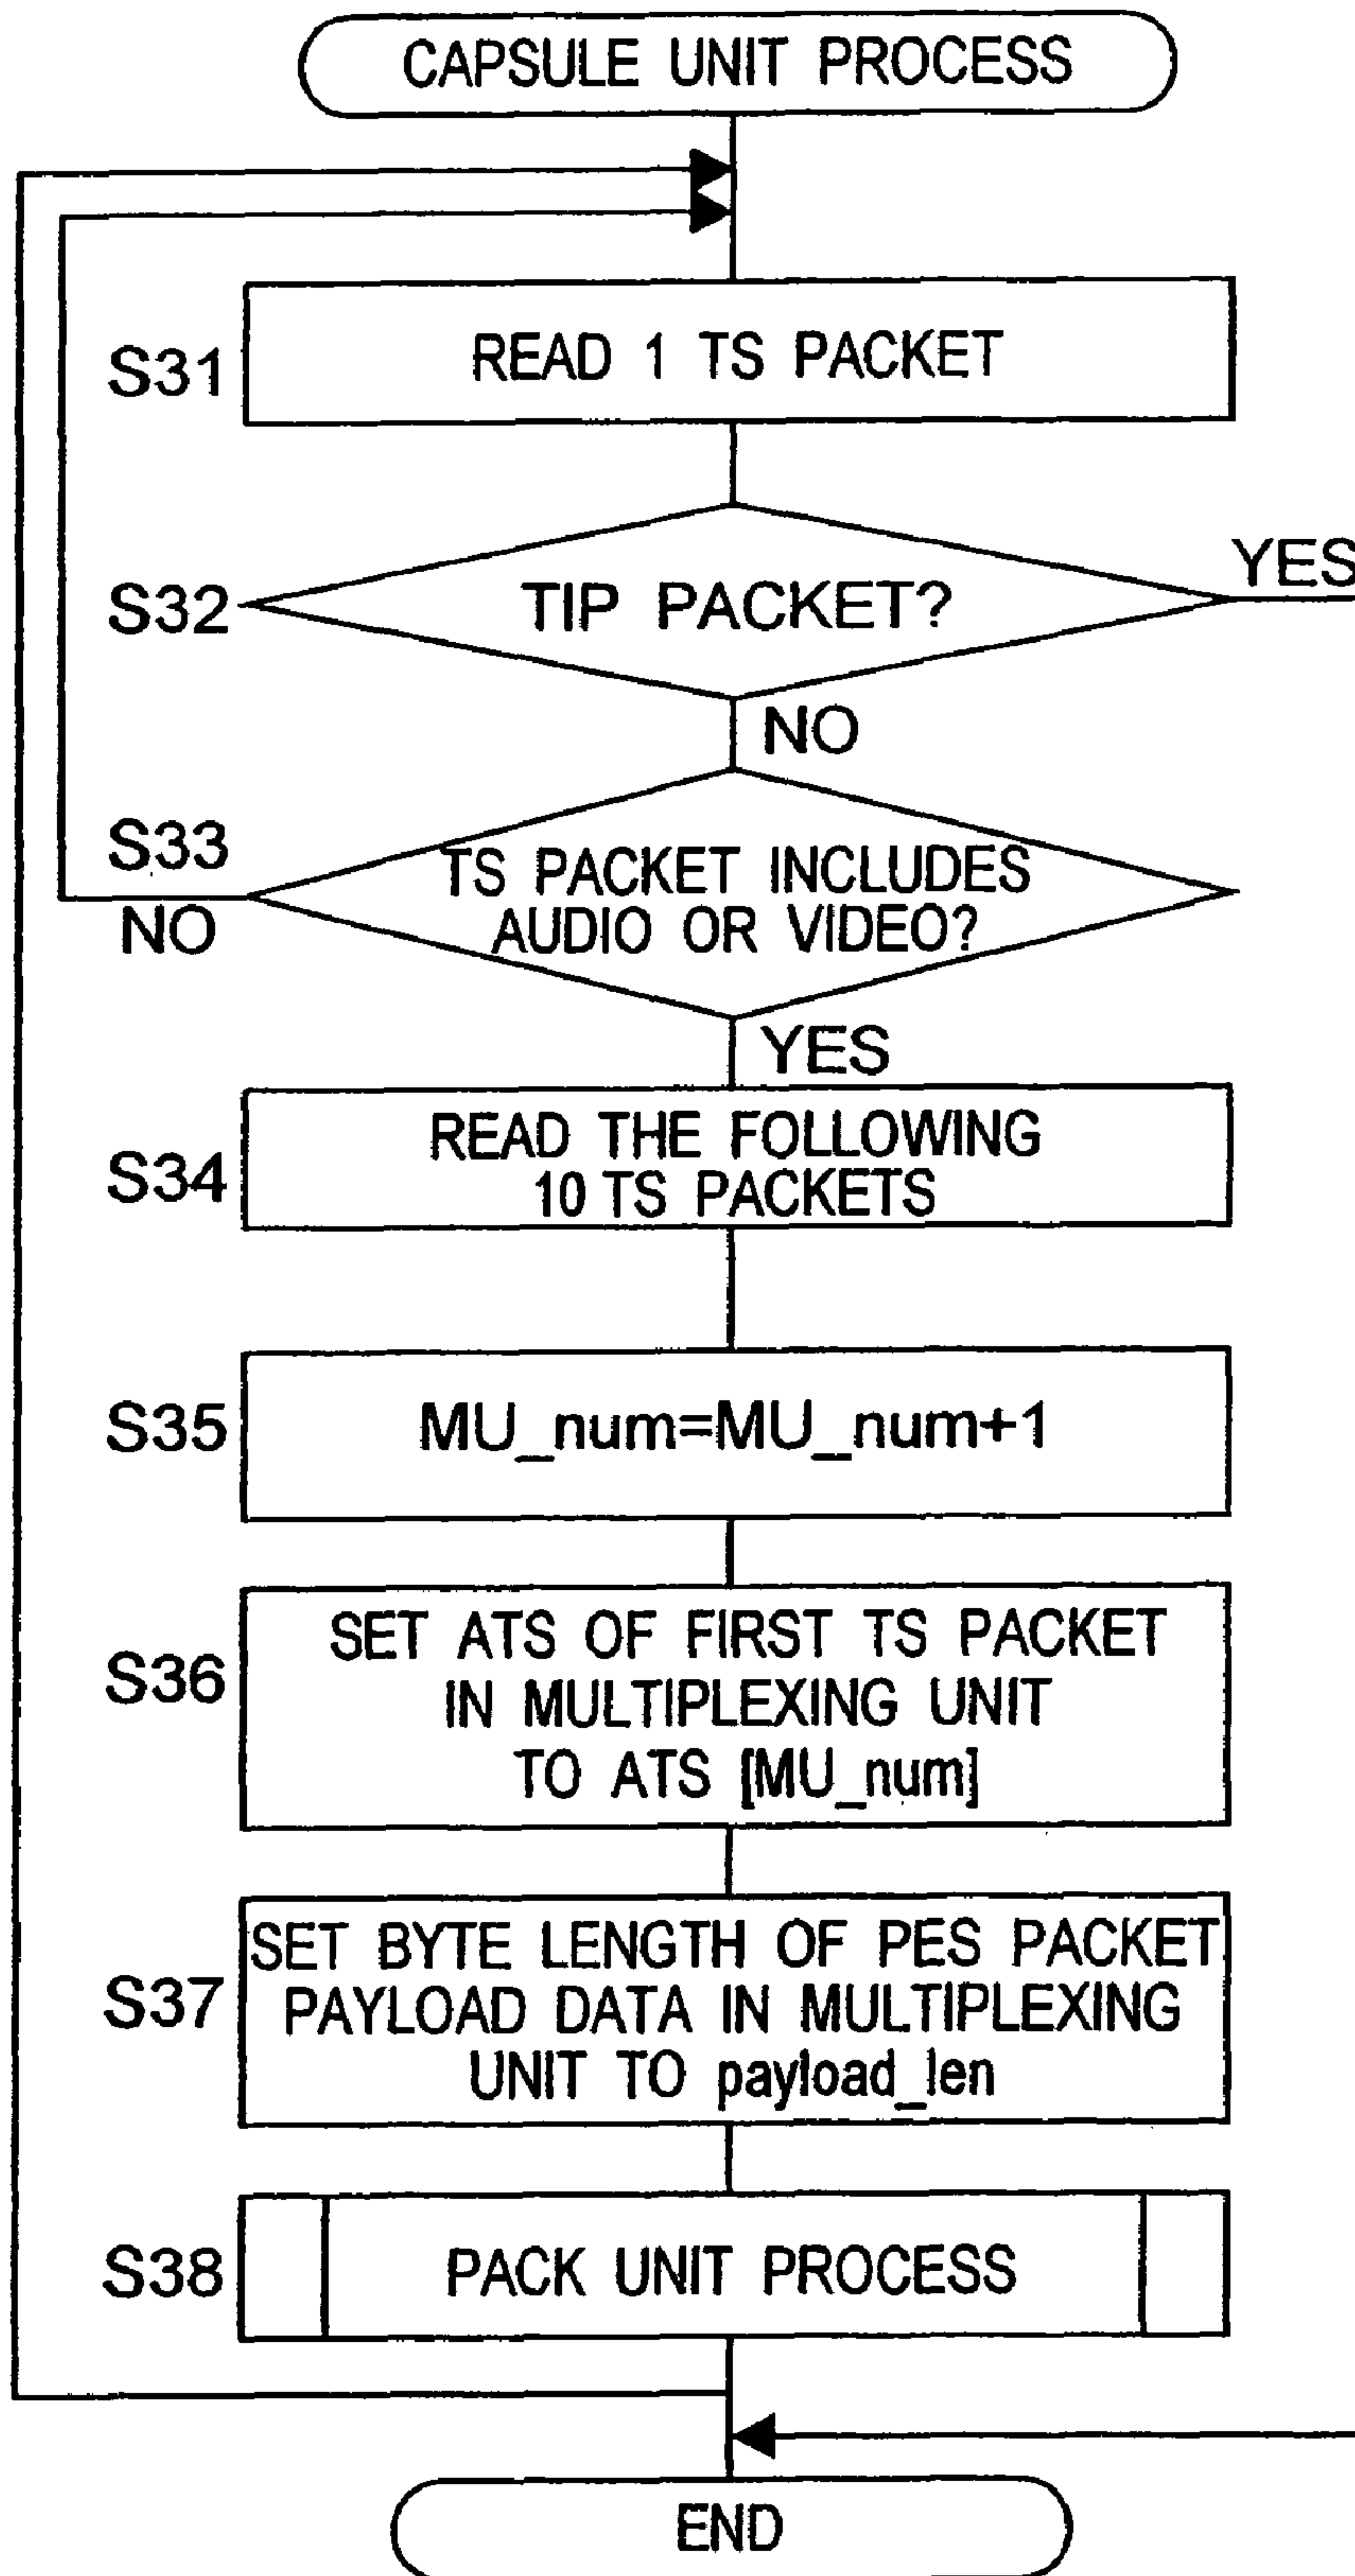 CAPSULE UNIT PROCESS
S31
READ 1 TS PACKET
S32
TIP PACKET?
YES
NO
S33
NO
TS PACKET INCLUDES
AUDIO OR VIDEO?
YES
S34
READ THE FOLLOWING
10 TS PACKETS
S35
MU_num=MU_num+1
S36
SET ATS OF FIRST TS PACKET
IN MULTIPLEXING UNIT
TO ATS [MU_num]
S37
SET BYTE LENGTH OF PES PACKET
PAYLOAD DATA IN MULTIPLEXING
UNIT TO payload_len
S38
PACK UNIT PROCESS
END